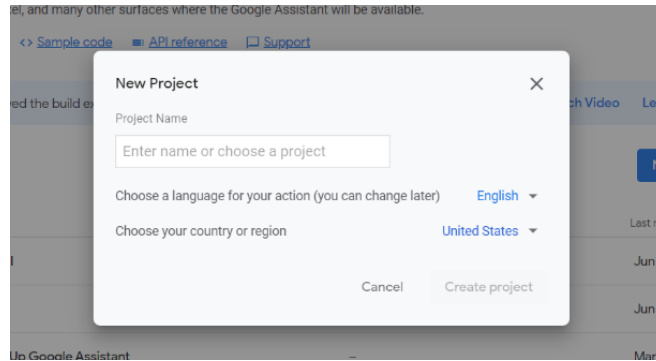 and many other surfaces where the Google Assistant will be available.
<> Sample code API reference Support
New Project
the build
Video
Project Name
Enter name or choose a project
Choose a language for your action (you can change later) English
Choose your country or region United States
Last
Jun
Cancel Create project
Jun
Up Google Assistant –
Mar